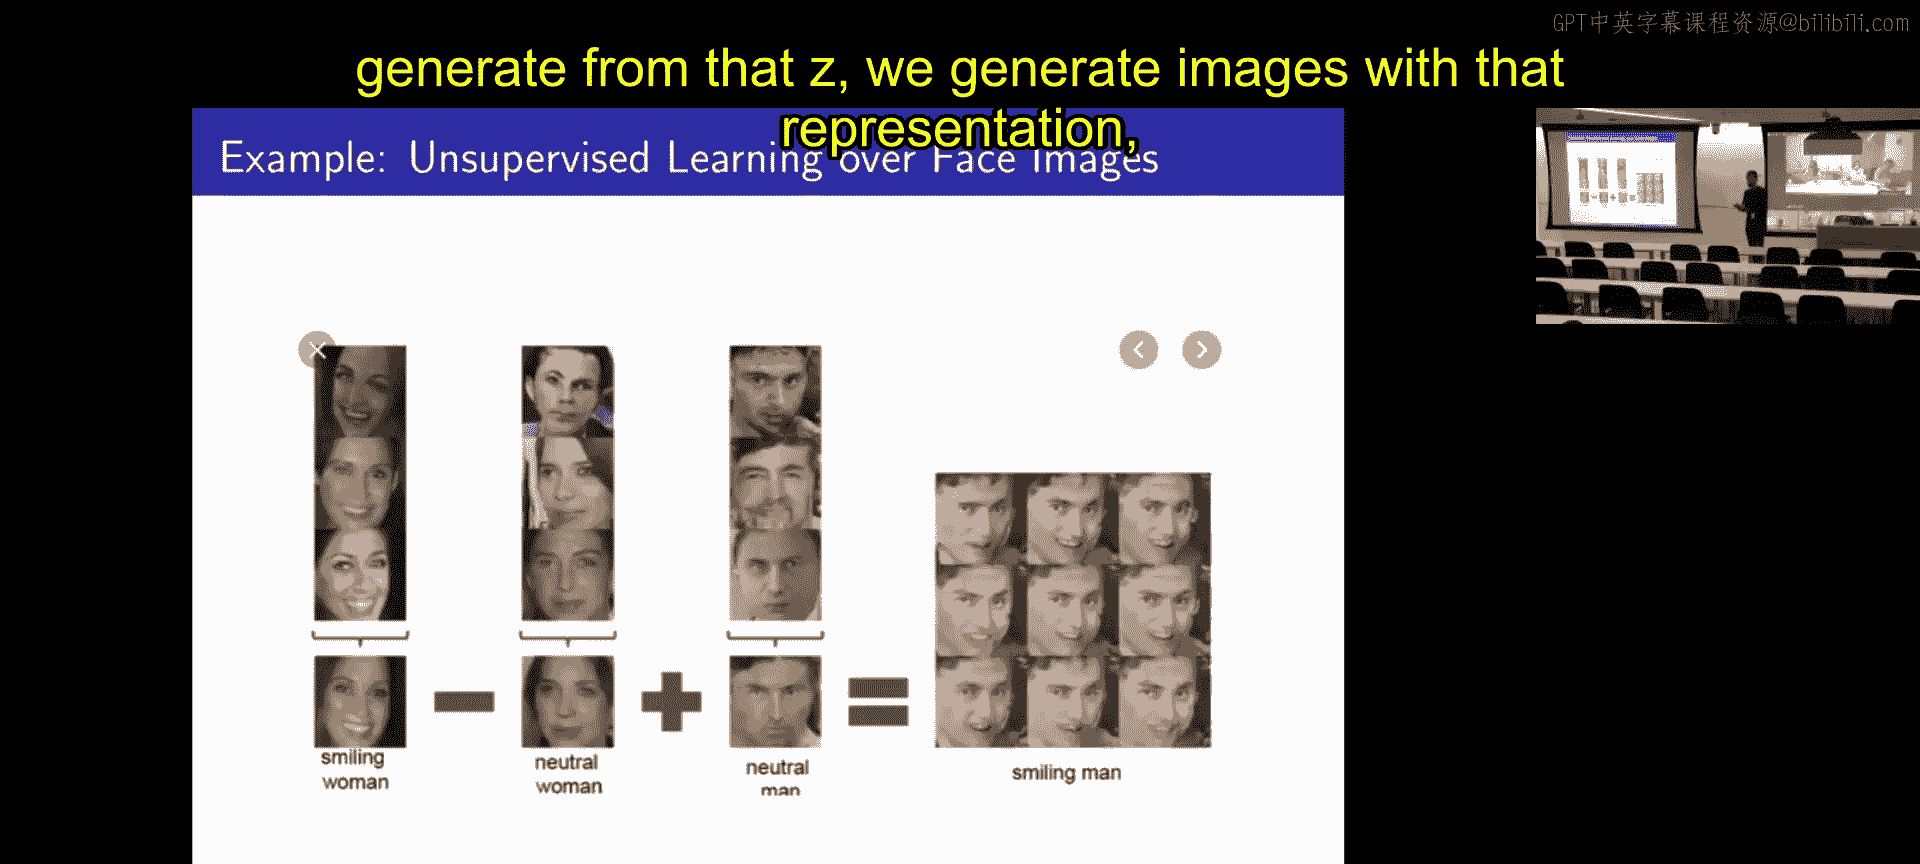 GPT中英字幕课程资源@bilibili.com
generate from that z, we generate images with that
representation,
Example: Unsupervised Learning over Face Images
smiling
woman
neutral
woman
neutral
man
smiling man